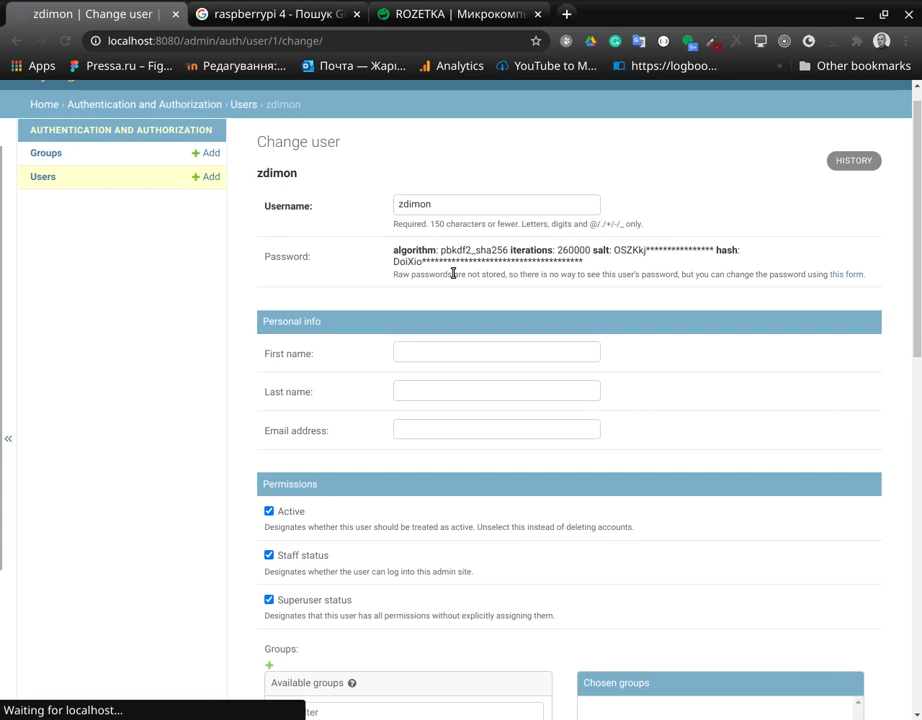 zdimon | Change user |
raspberrypi 4 - Пошук G
ROZETKA | Микрокомп
localhost:8080/admin/auth/user/1/change/
Apps
Pressa.ru – Fig...
Редагування:...
Почта — Жарі...
Analytics
YouTube to M...
https://logboo...
»
Other bookmarks
Home › Authentication and Authorization › Users › zdimon
AUTHENTICATION AND AUTHORIZATION
Groups
+ Add
Users
+ Add
«
Change user
HISTORY
zdimon
Username:
zdimon
Required. 150 characters or fewer. Letters, digits and @/./+/-/_ only.
Password:
algorithm: pbkdf2_sha256 iterations: 260000 salt: OSZKkj**************** hash:
DoiXio**************************************
Raw passwords are not stored, so there is no way to see this user's password, but you can change the password using this form.
Personal info
First name:
Last name:
Email address:
Permissions
Active
Designates whether this user should be treated as active. Unselect this instead of deleting accounts.
Staff status
Designates whether the user can log into this admin site.
Superuser status
Designates that this user has all permissions without explicitly assigning them.
Groups:
Available groups
Chosen groups
ter
Waiting for localhost...